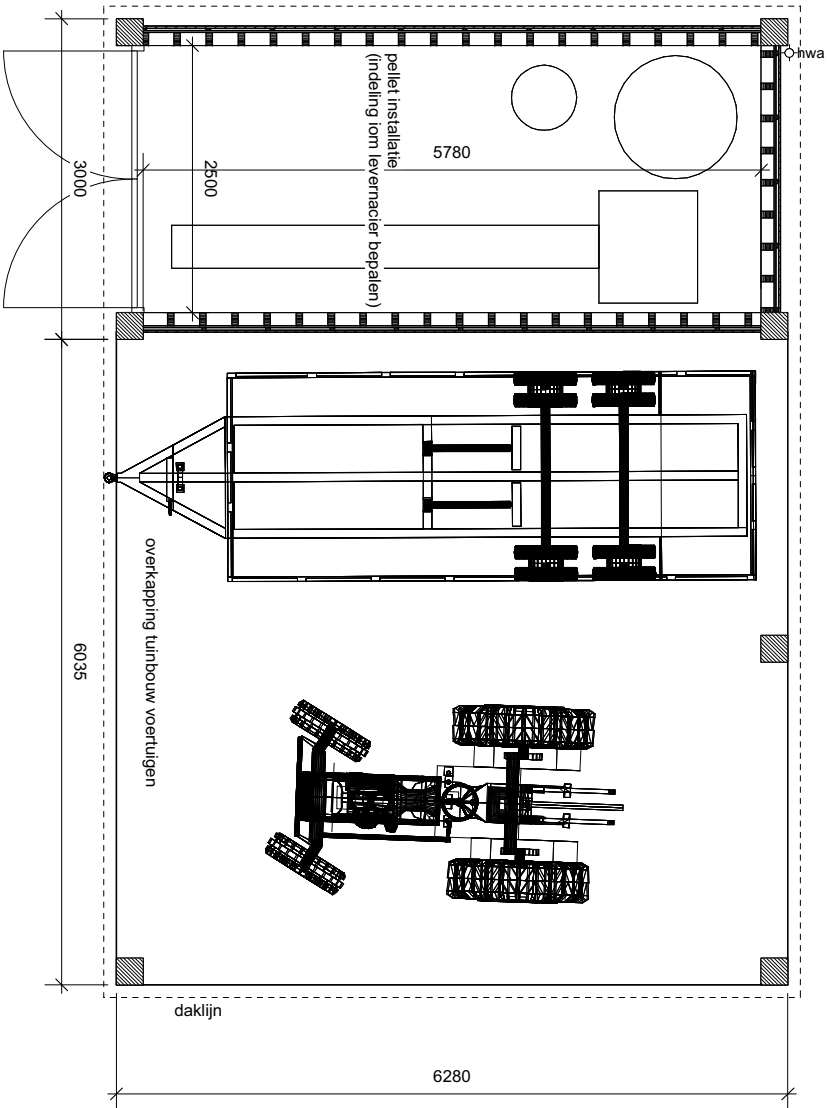 hwa
pellet installatie
(indeling iom levernacier bepalen)
5780
2500
3000
overkapping tuinbouw voertuigen
6035
daklijn
6280